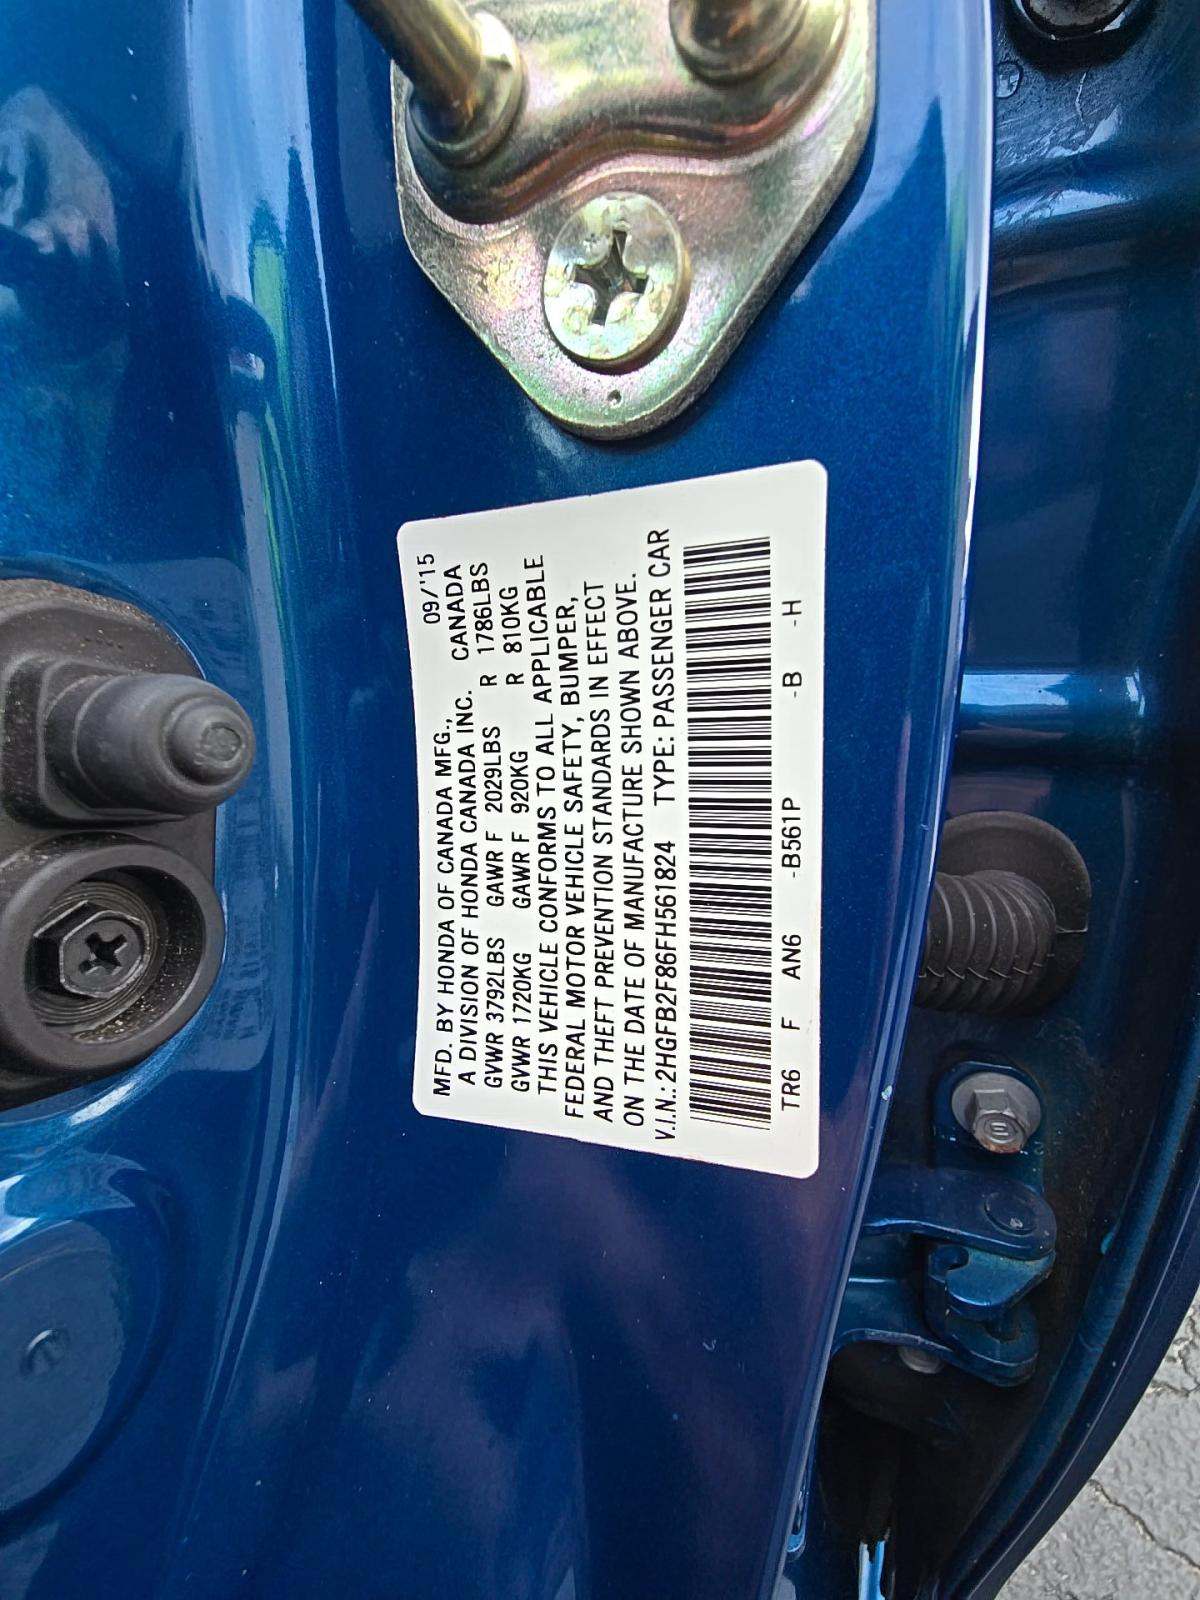 MFD. BY HONDA OF CANADA MFG., 09/'15
A DIVISION OF HONDA CANADA INC. CANADA
GVWR 3792LBS GAWR F 2029LBS R 1786LBS
GVWR 1720KG GAWR F 920KG R 810KG
THIS VEHICLE CONFORMS TO ALL APPLICABLE
FEDERAL MOTOR VEHICLE SAFETY, BUMPER,
AND THEFT PREVENTION STANDARDS IN EFFECT
ON THE DATE OF MANUFACTURE SHOWN ABOVE.
V.I.N.: 2HGFB2F86FH561824 TYPE: PASSENGER CAR
TR6 F AN6 -B561P -B -H
8